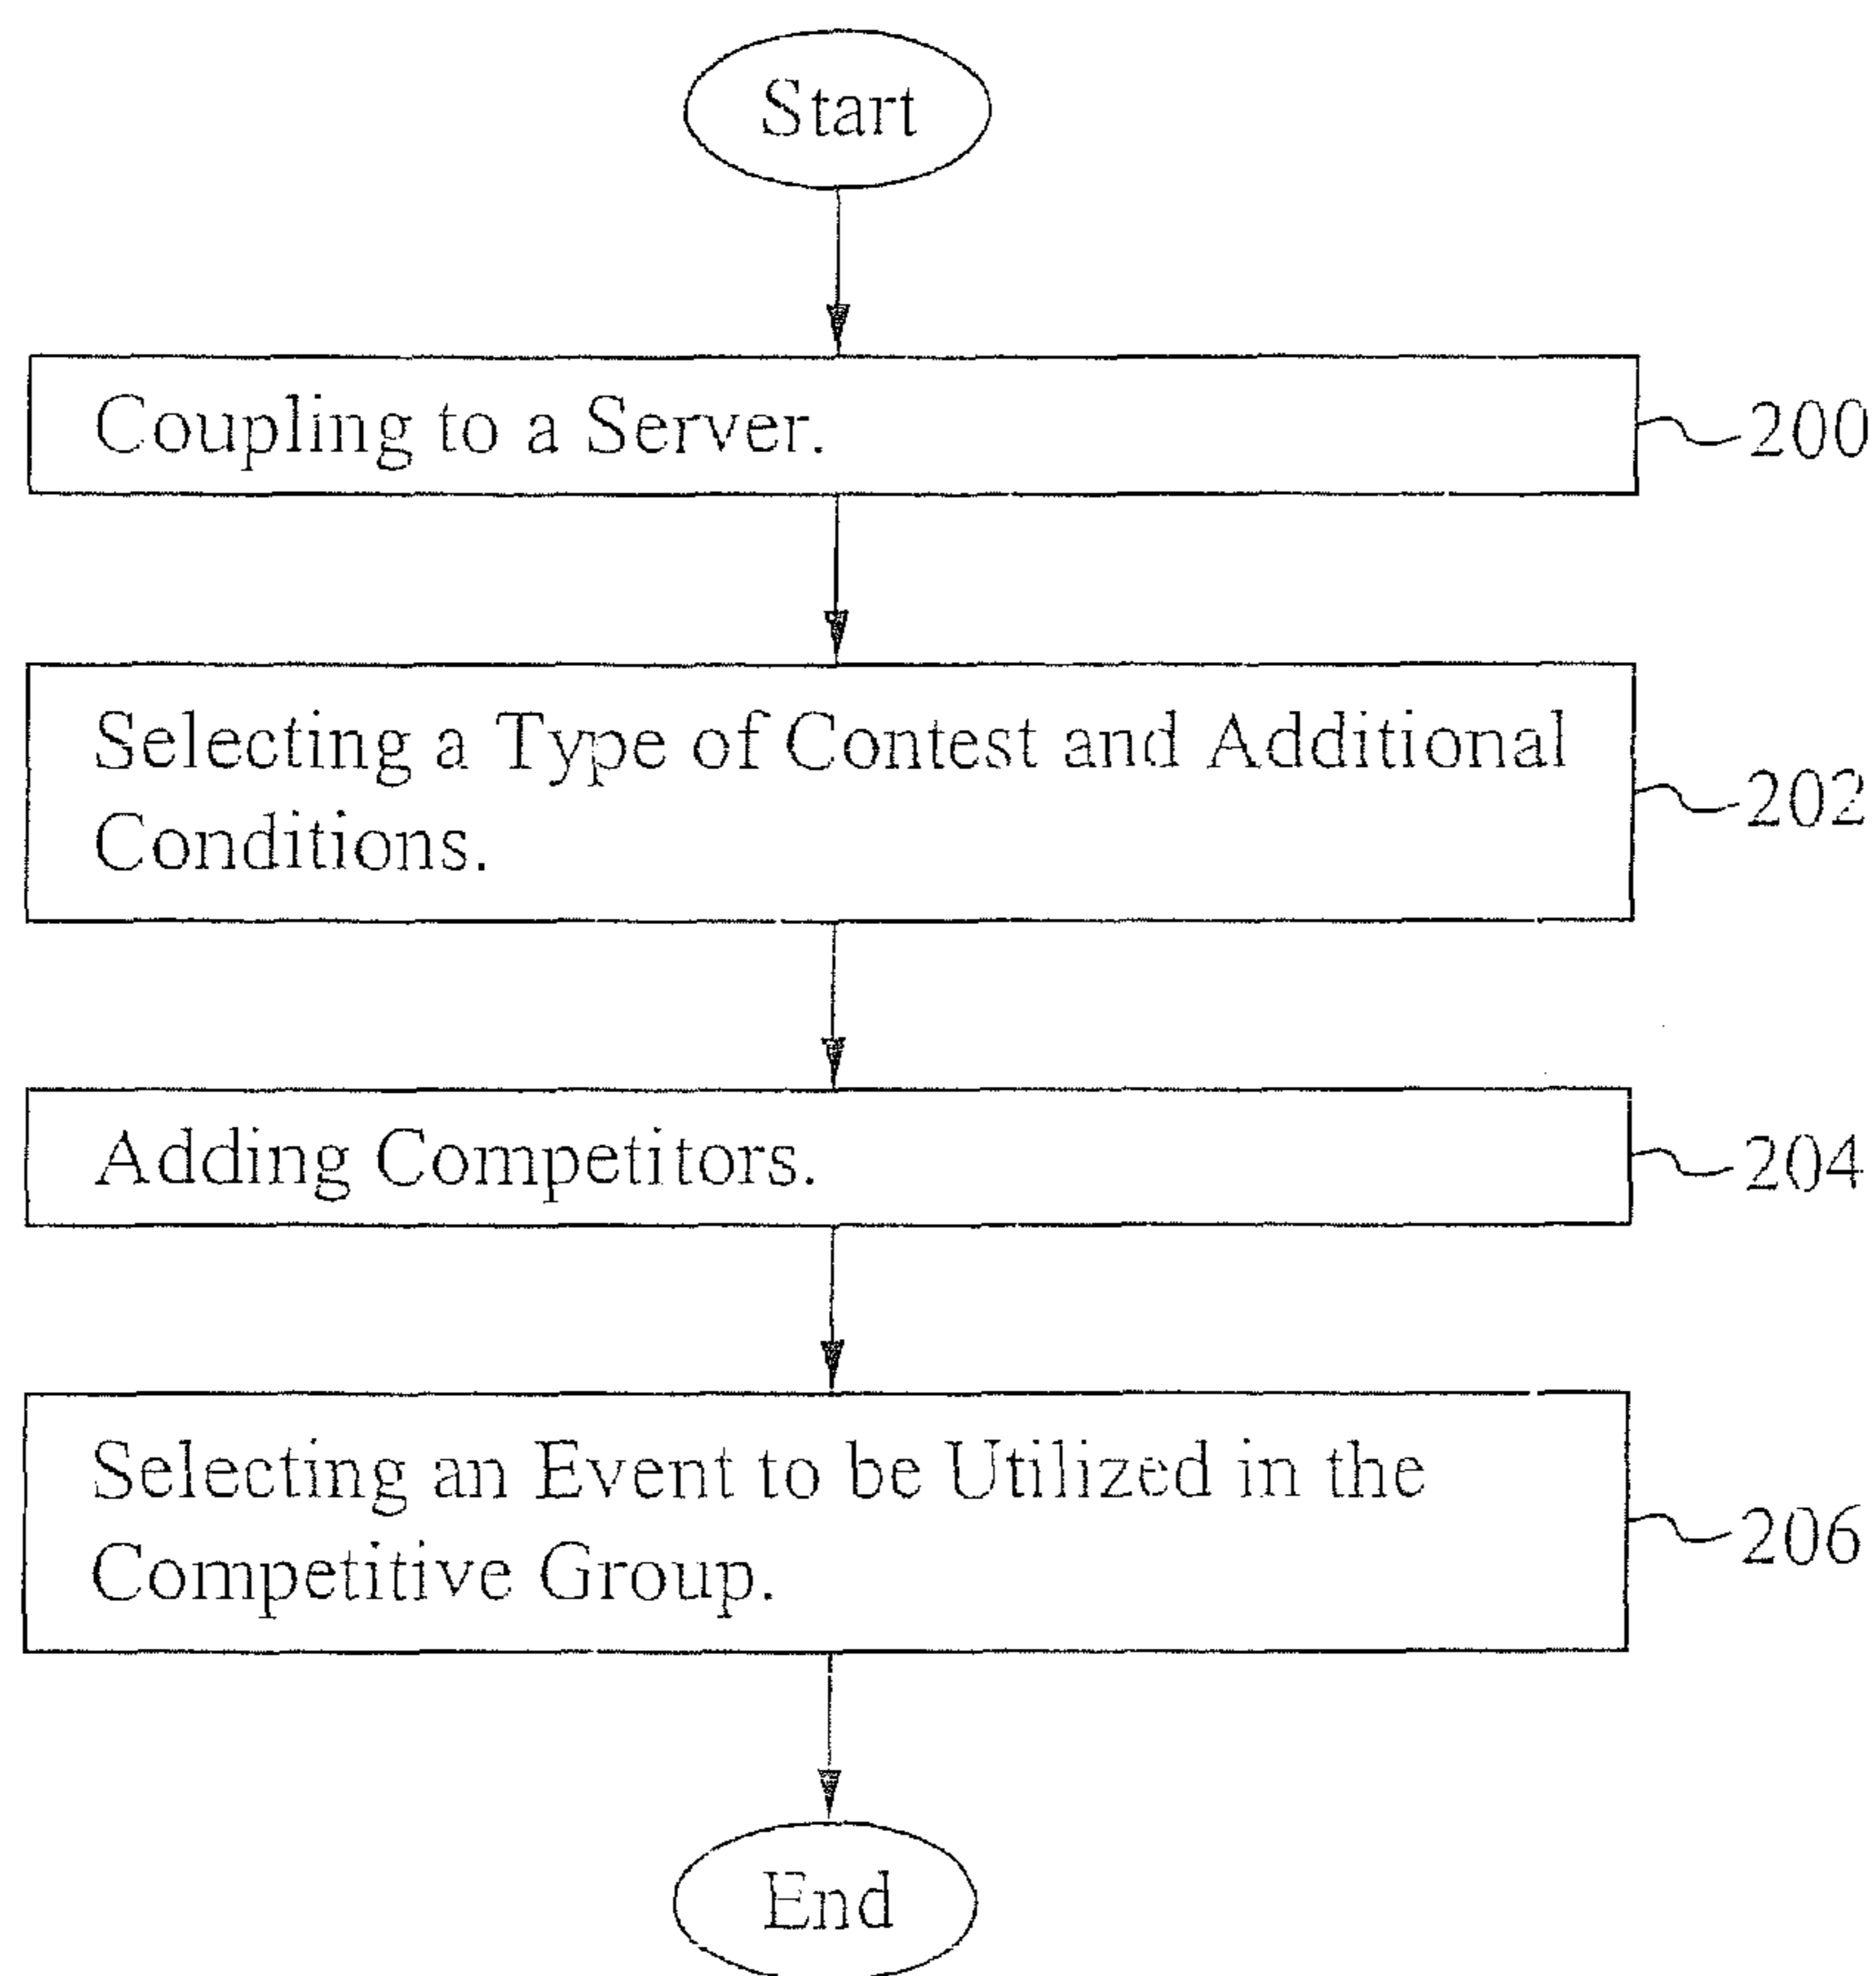 Start
Coupling to a Server.
200
Selecting a Type of Contest and Additional
Conditions.
202
Adding Competitors.
204
Selecting an Event to be Utilized in the
Competitive Group.
206
End